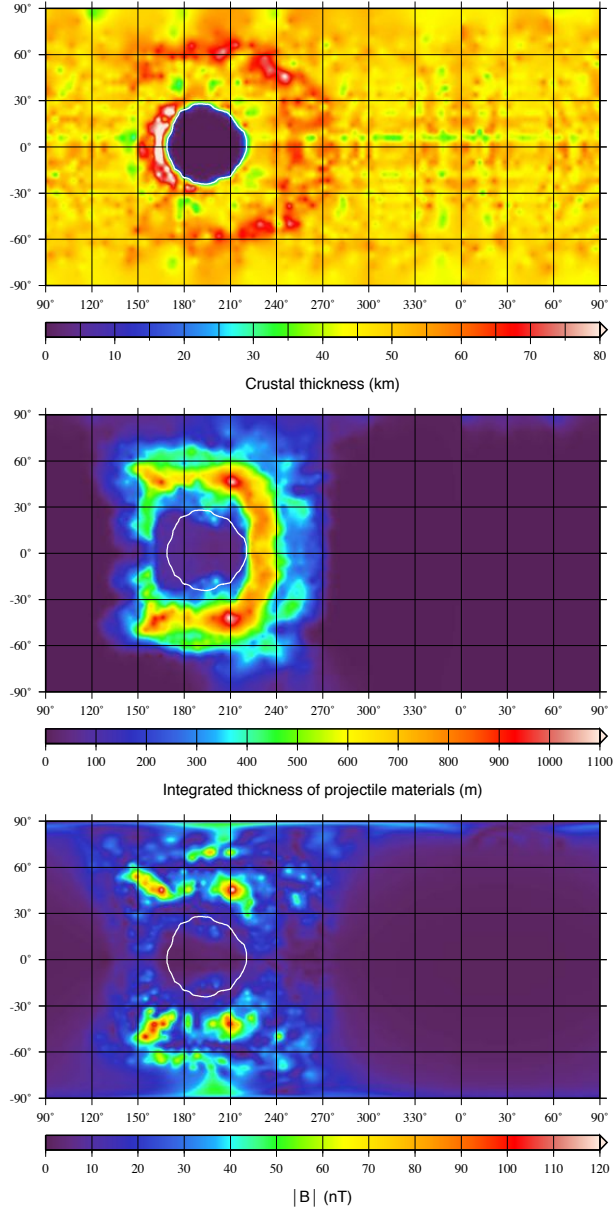 90°
60°
30°
0°
-30°
-60°
-90°
90° 120° 150° 180° 210° 240° 270° 300° 330° 0° 30° 60° 90°
0 10 20 30 40 50 60 70 80
Crustal thickness (km)
90°
60°
30°
0°
-30°
-60°
-90°
90° 120° 150° 180° 210° 240° 270° 300° 330° 0° 30° 60° 90°
0 100 200 300 400 500 600 700 800 900 1000 1100
Integrated thickness of projectile materials (m)
90°
60°
30°
0°
-30°
-60°
-90°
90° 120° 150° 180° 210° 240° 270° 300° 330° 0° 30° 60° 90°
0 10 20 30 40 50 60 70 80 90 100 110 120
|B| (nT)